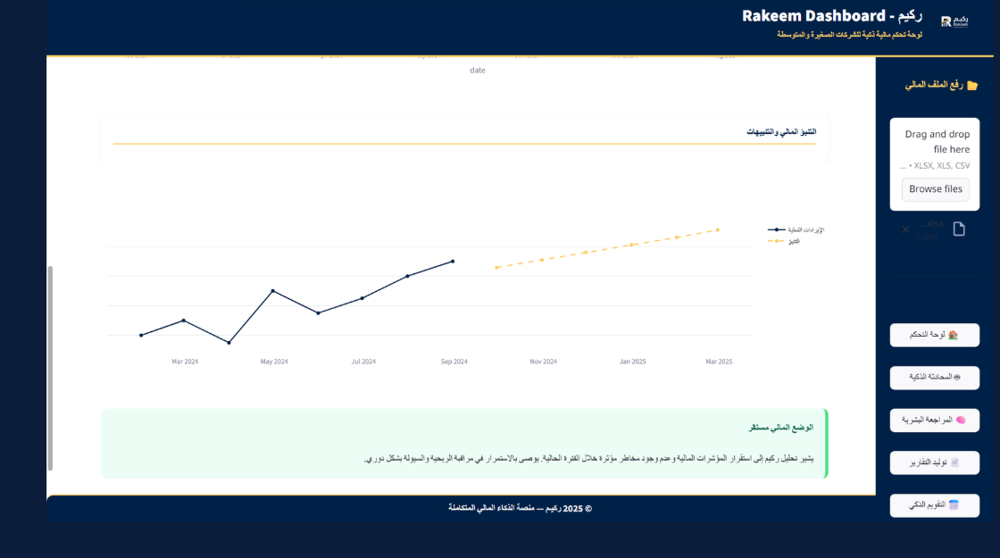 Rakeem Dashboard - ركيم
لوحة تحكم مالية ذكية للشركات الصغيرة والمتوسطة
ركيم
Rakeem
رفع الملف المالي
Drag and drop
file here
... • XLSX, XLS, CSV
Browse files
...xlsx
لوحة التحكم
المحادثة الذكية
المراجعة البشرية
توليد التقارير
التقويم الذكي
date
التنبؤ المالي والتنبيهات
الإيرادات الفعلية
التنبؤ
Mar 2024
May 2024
Jul 2024
Sep 2024
Nov 2024
Jan 2025
Mar 2025
الوضع المالي مستقر
يشير تحليل ركيم إلى استقرار المؤشرات المالية وعدم وجود مخاطر مؤثرة خلال الفترة الحالية. يوصى بالاستمرار في مراقبة الربحية والسيولة بشكل دوري.
© 2025 ركيم — منصة الذكاء المالي المتكاملة